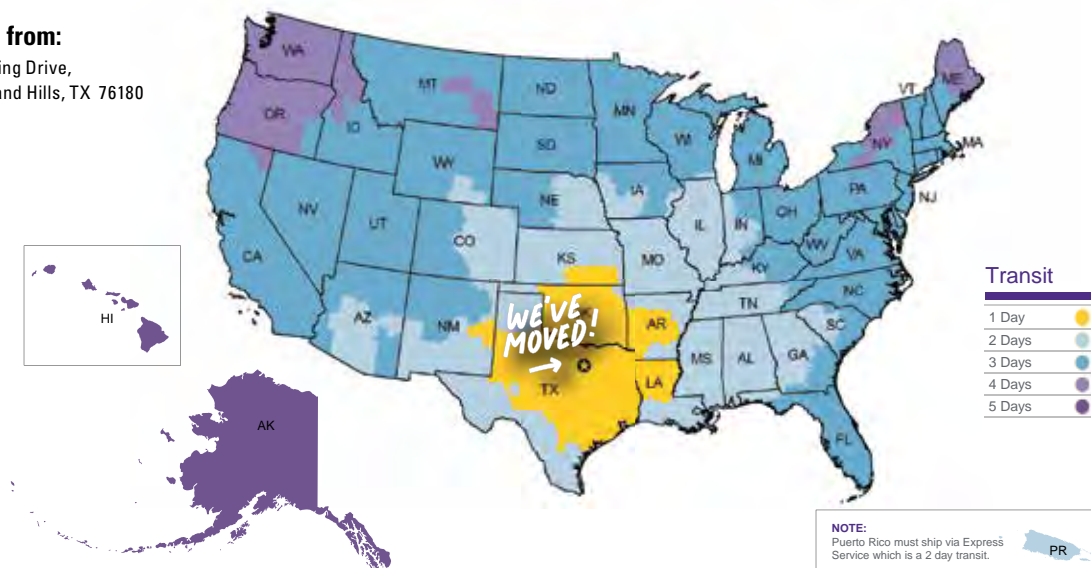 from:
ing Drive,
and Hills, TX 76180
WA
OR
MT
ID
ND
MN
SD
WY
WI
MI
VT
ME
NY
MA
NE
IA
PA
NJ
NV
UT
CO
IL
IN
OH
WV
VA
CA
KS
MO
KY
NC
TN
SC
AZ
NM
WE'VE
MOVED!
AR
MS
AL
GA
TX
LA
FL
HI
AK
Transit
1 Day
2 Days
3 Days
4 Days
5 Days
NOTE:
Puerto Rico must ship via Express
Service which is a 2 day transit.
PR